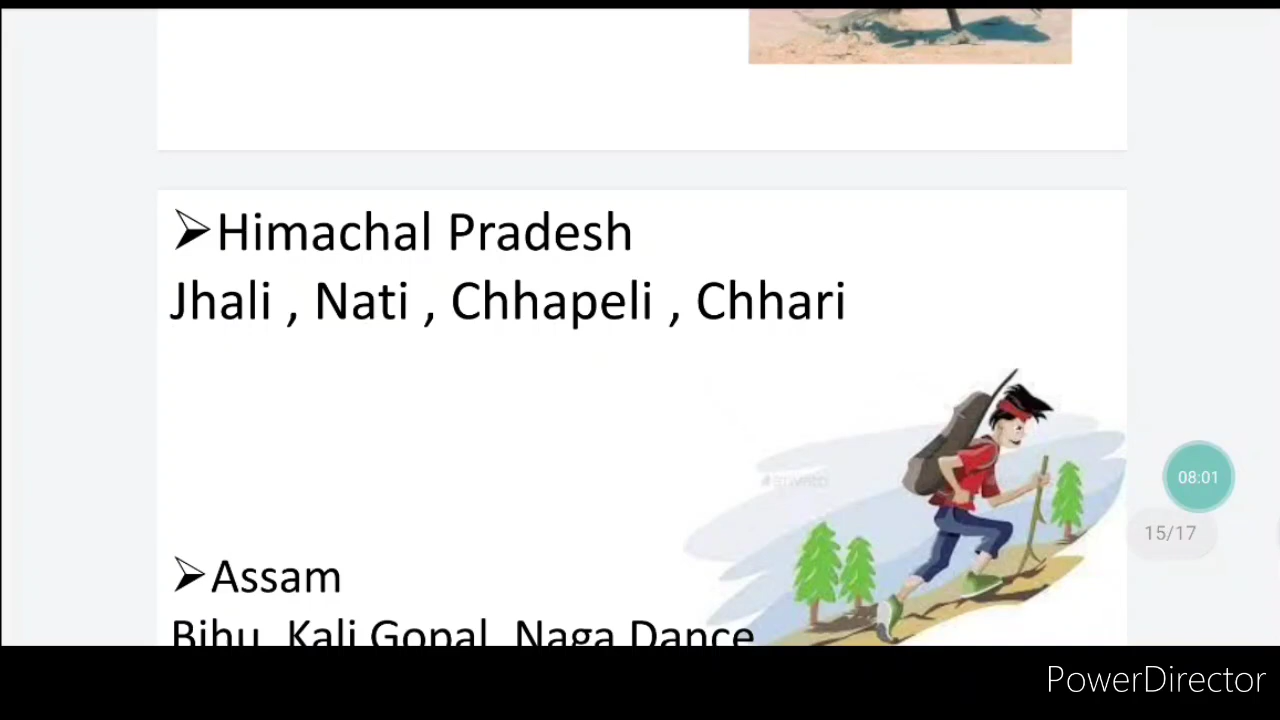 ➢Himachal Pradesh
Jhali , Nati , Chhapeli , Chhari
08:01
15/17
➢Assam
Bihu, Kali Gopal, Naga Dance
PowerDirector